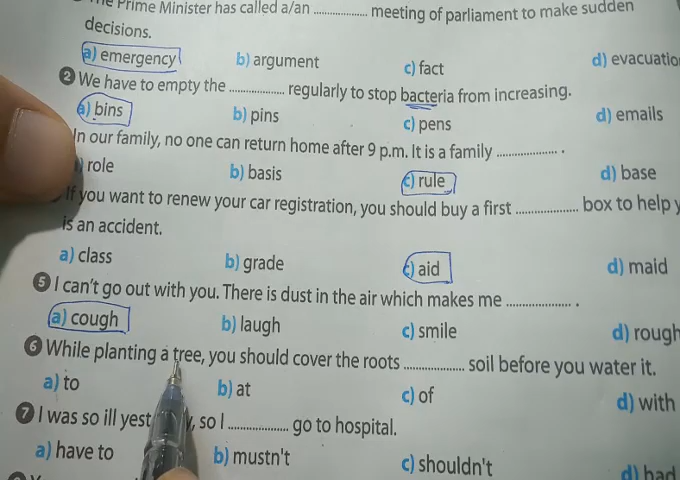 Prime Minister has called a/an .................. meeting of parliament to make sudden
decisions.
a) emergency b) argument c) fact d)
2 We have to empty the .................. regularly to stop bacteria from increasing.
a) bins b) pins c) pens d) emails
In our family, no one can return home after 9 p.m. It is a family .................. .
role b) basis c) rule d) base
If you want to renew your car registration, you should buy a first .................. box to help
is an accident.
a) class b) grade c) aid d) maid
5 I can't go out with you. There is dust in the air which makes me .................. .
a) cough b) laugh c) smile d) rough
6 While planting a tree, you should cover the roots .................. soil before you water it.
a) to b) at c) of d) with
7 I was so ill , so I .................. go to hospital.
a) have to b) mustn't c) shouldn't d) had